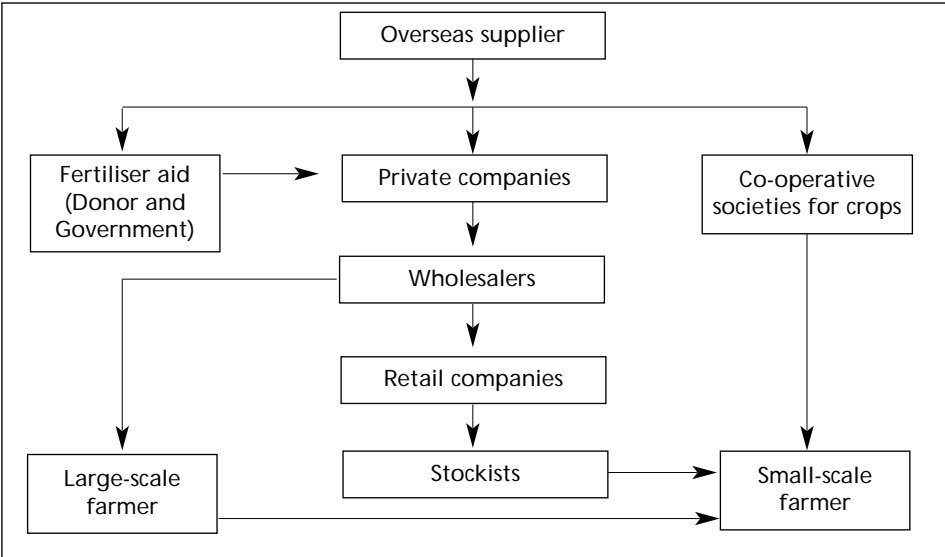 Overseas supplier
Fertiliser aid
(Donor and
Government)
Private companies
Co-operative
societies for crops
Wholesalers
Retail companies
Large-scale
farmer
Stockists
Small-scale
farmer